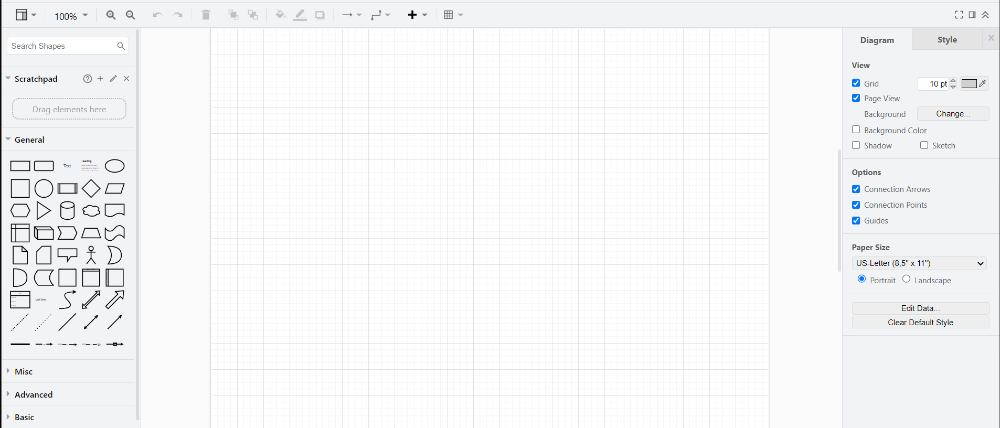 100%
Search Shapes
Scratchpad
Drag elements here
General
Text
Heading
List Item
Misc
Advanced
Basic
Diagram
Style
View
Grid
10 pt
Page View
Background
Change...
Background Color
Shadow
Sketch
Options
Connection Arrows
Connection Points
Guides
Paper Size
US-Letter (8,5" x 11")
Portrait
Landscape
Edit Data...
Clear Default Style